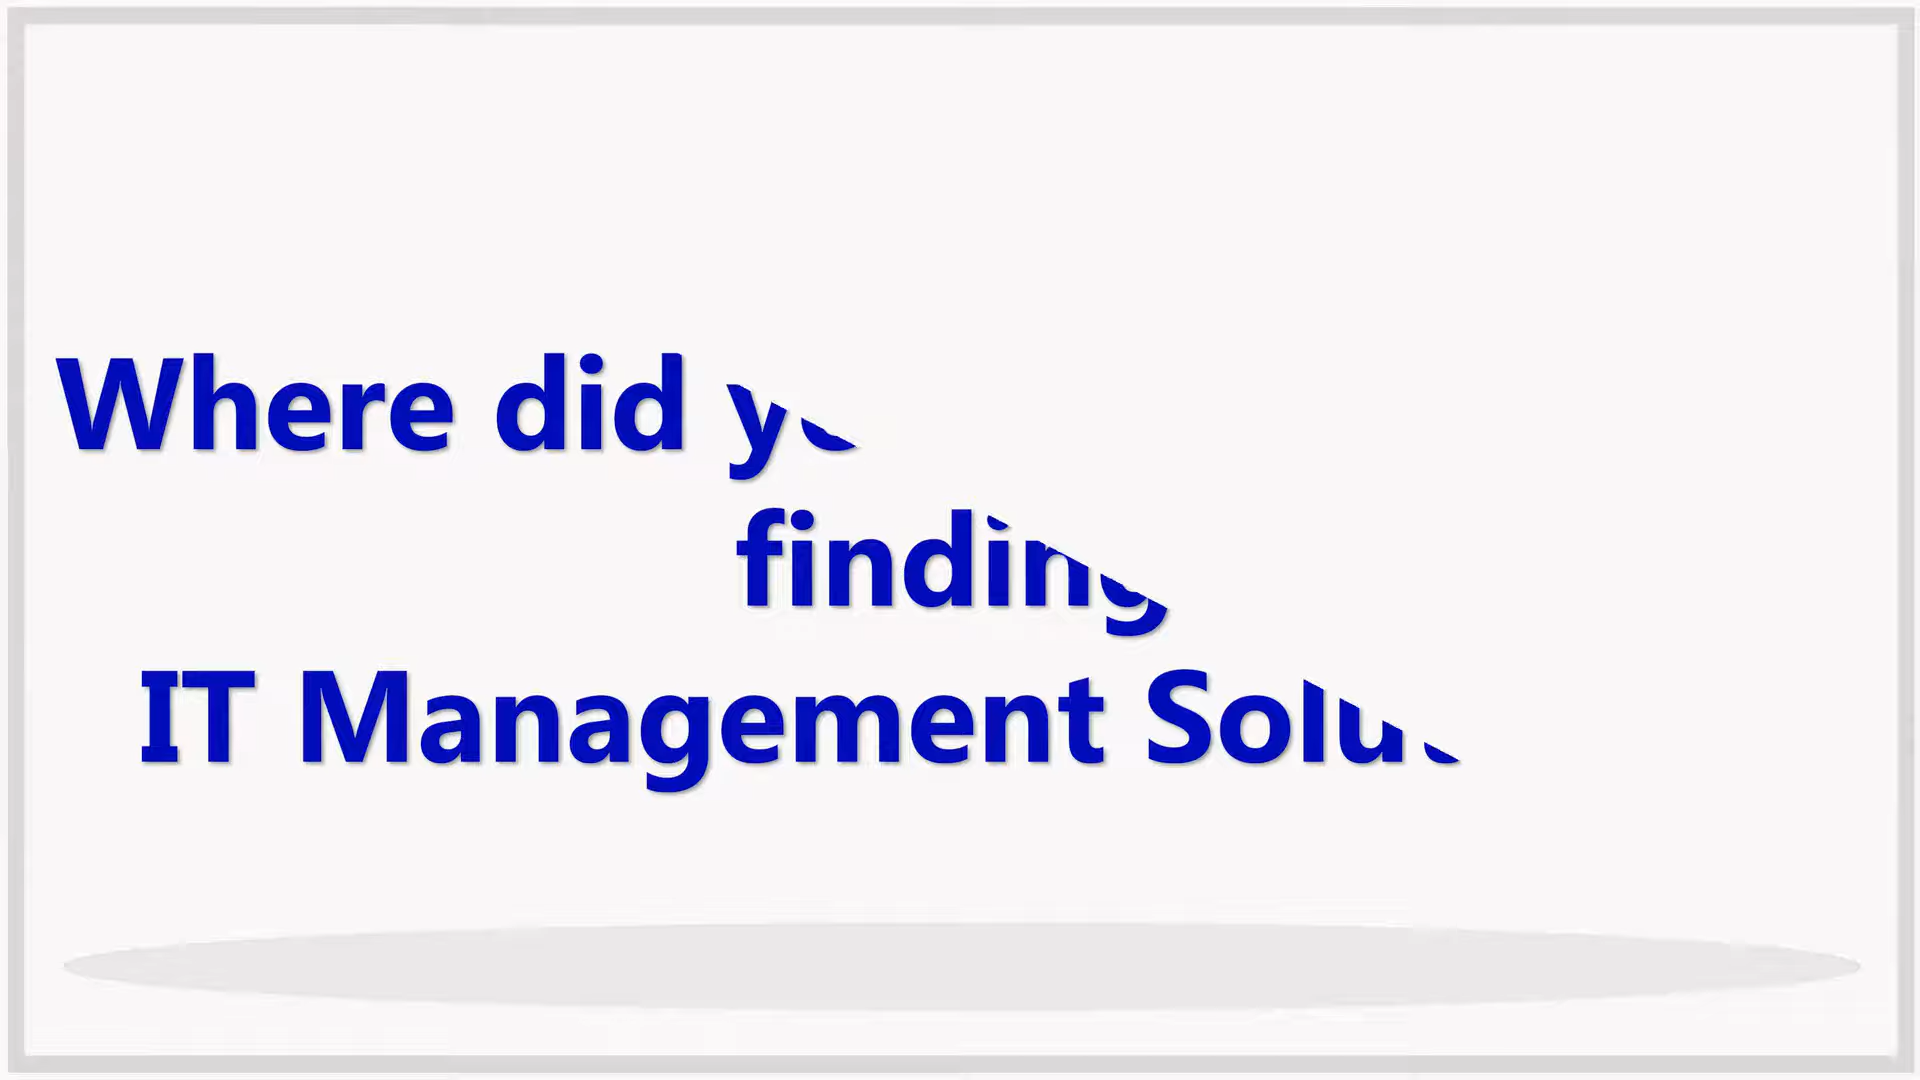 Where did
finding
IT Management